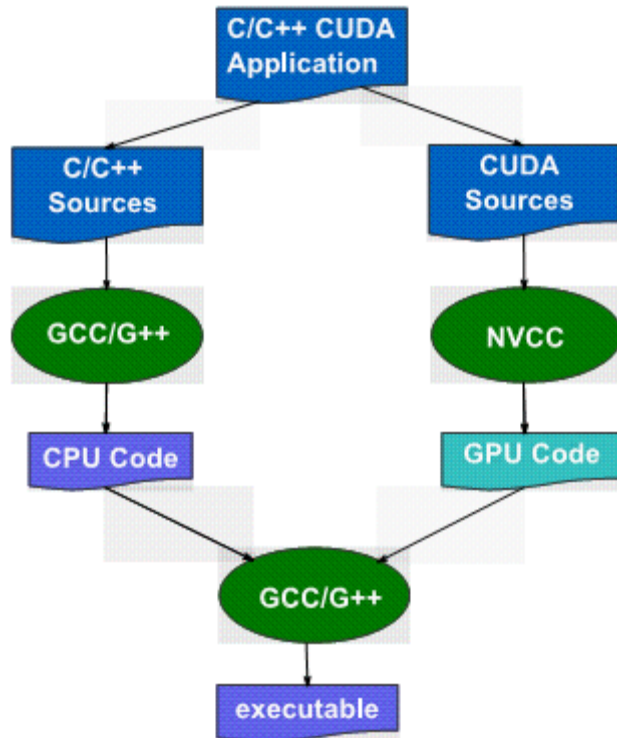 C/C++ CUDA
Application
C/C++
Sources
CUDA
Sources
GCC/G++
NVCC
CPU Code
GPU Code
GCC/G++
executable